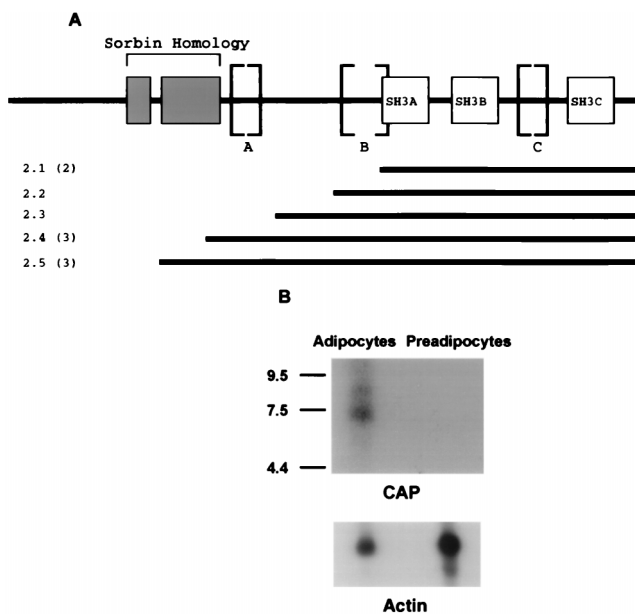 A
Sorbin Homology
SH3A SH3B SH3C
A B C
2.1 (2)
2.2
2.3
2.4 (3)
2.5 (3)
B
Adipocytes Preadipocytes
9.5
7.5
4.4
CAP
Actin